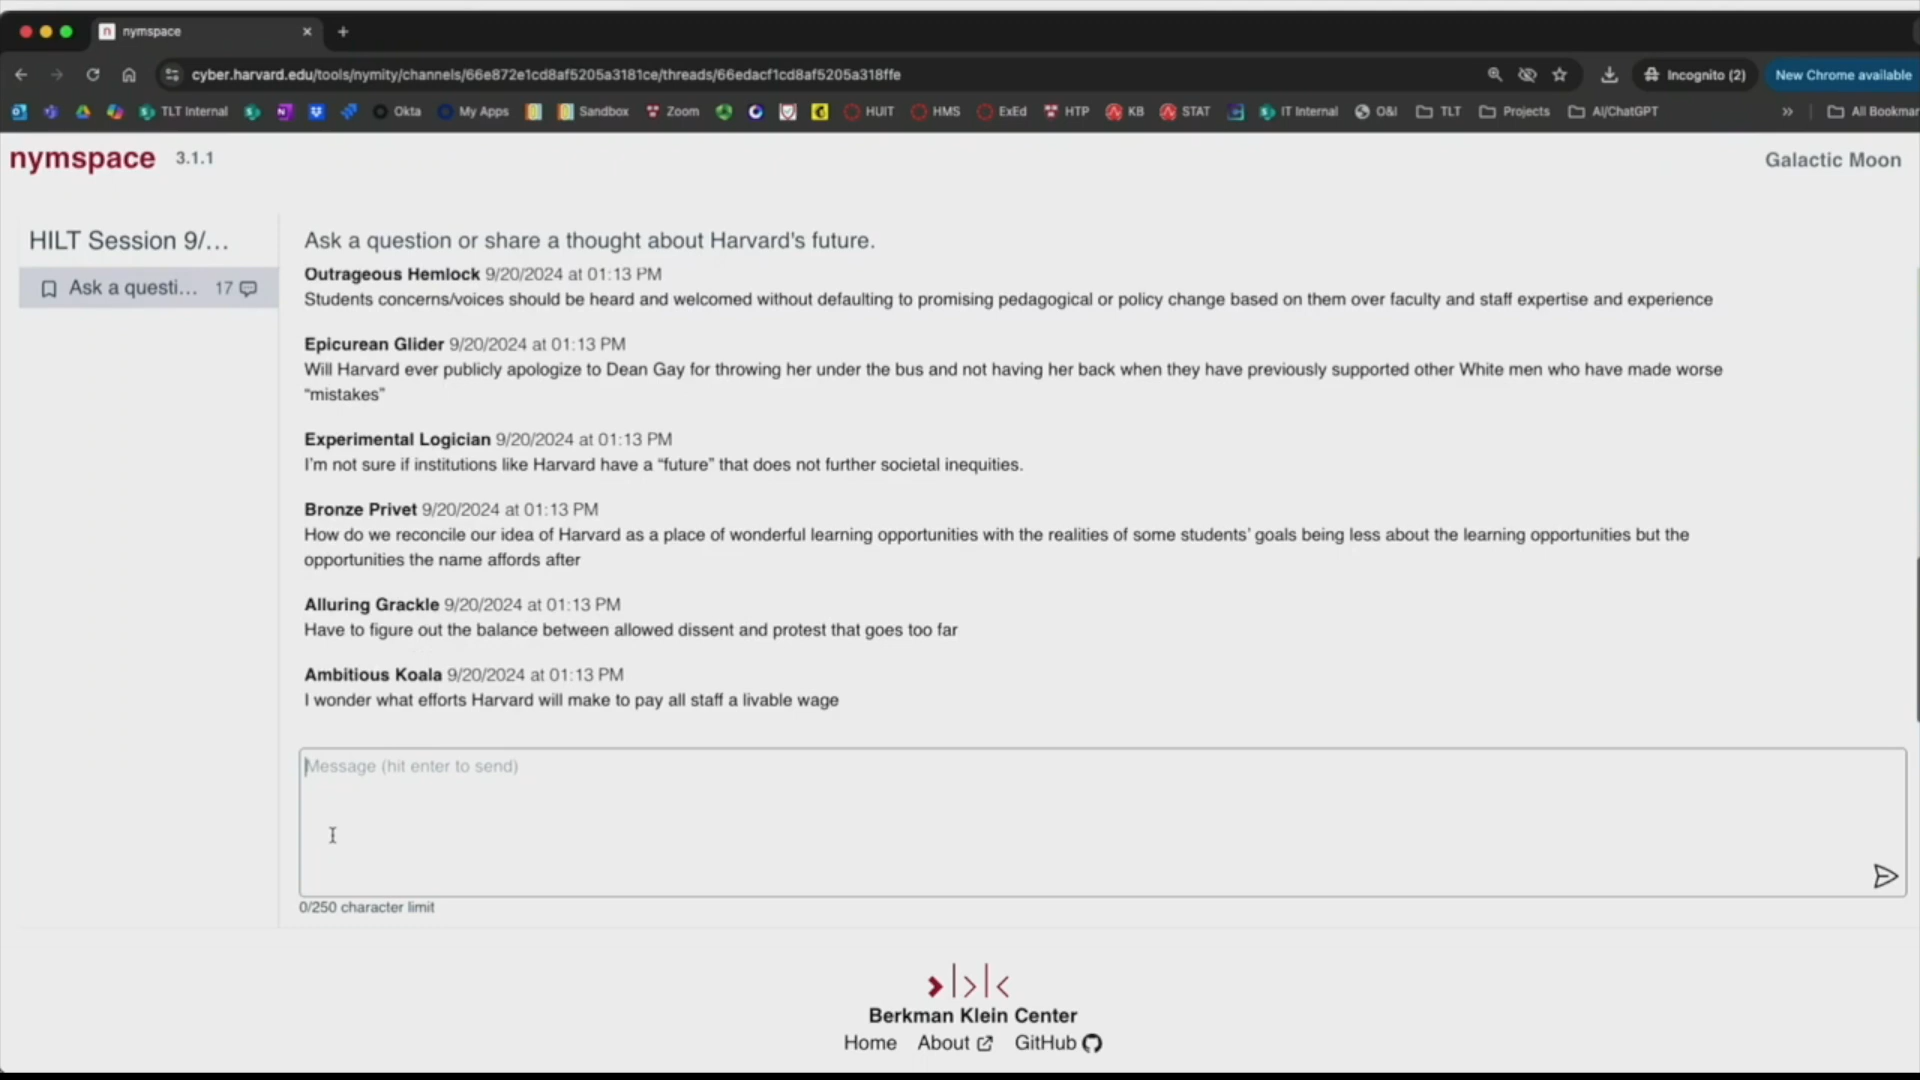 nymspace
cyber.harvard.edu/tools/nymity/channels/66e872e1cd8af5205a3181ce/threads/66edacf1cd8af5205a318ffe
Incognito (2)
New Chrome available
TLT Internal
Okta
My Apps
Sandbox
Zoom
HUIT
HMS
ExEd
HTP
KB
STAT
IT Internal
O&I
TLT
Projects
AI/ChatGPT
All Bookmar
nymspace 3.1.1
Galactic Moon
HILT Session 9/...
Ask a questi... 17
Ask a question or share a thought about Harvard's future.
Outrageous Hemlock 9/20/2024 at 01:13 PM
Students concerns/voices should be heard and welcomed without defaulting to promising pedagogical or policy change based on them over faculty and staff expertise and experience
Epicurean Glider 9/20/2024 at 01:13 PM
Will Harvard ever publicly apologize to Dean Gay for throwing her under the bus and not having her back when they have previously supported other White men who have made worse
“mistakes”
Experimental Logician 9/20/2024 at 01:13 PM
I’m not sure if institutions like Harvard have a “future” that does not further societal inequities.
Bronze Privet 9/20/2024 at 01:13 PM
How do we reconcile our idea of Harvard as a place of wonderful learning opportunities with the realities of some students’ goals being less about the learning opportunities but the
opportunities the name affords after
Alluring Grackle 9/20/2024 at 01:13 PM
Have to figure out the balance between allowed dissent and protest that goes too far
Ambitious Koala 9/20/2024 at 01:13 PM
I wonder what efforts Harvard will make to pay all staff a livable wage
Message (hit enter to send)
0/250 character limit
Berkman Klein Center
Home About GitHub